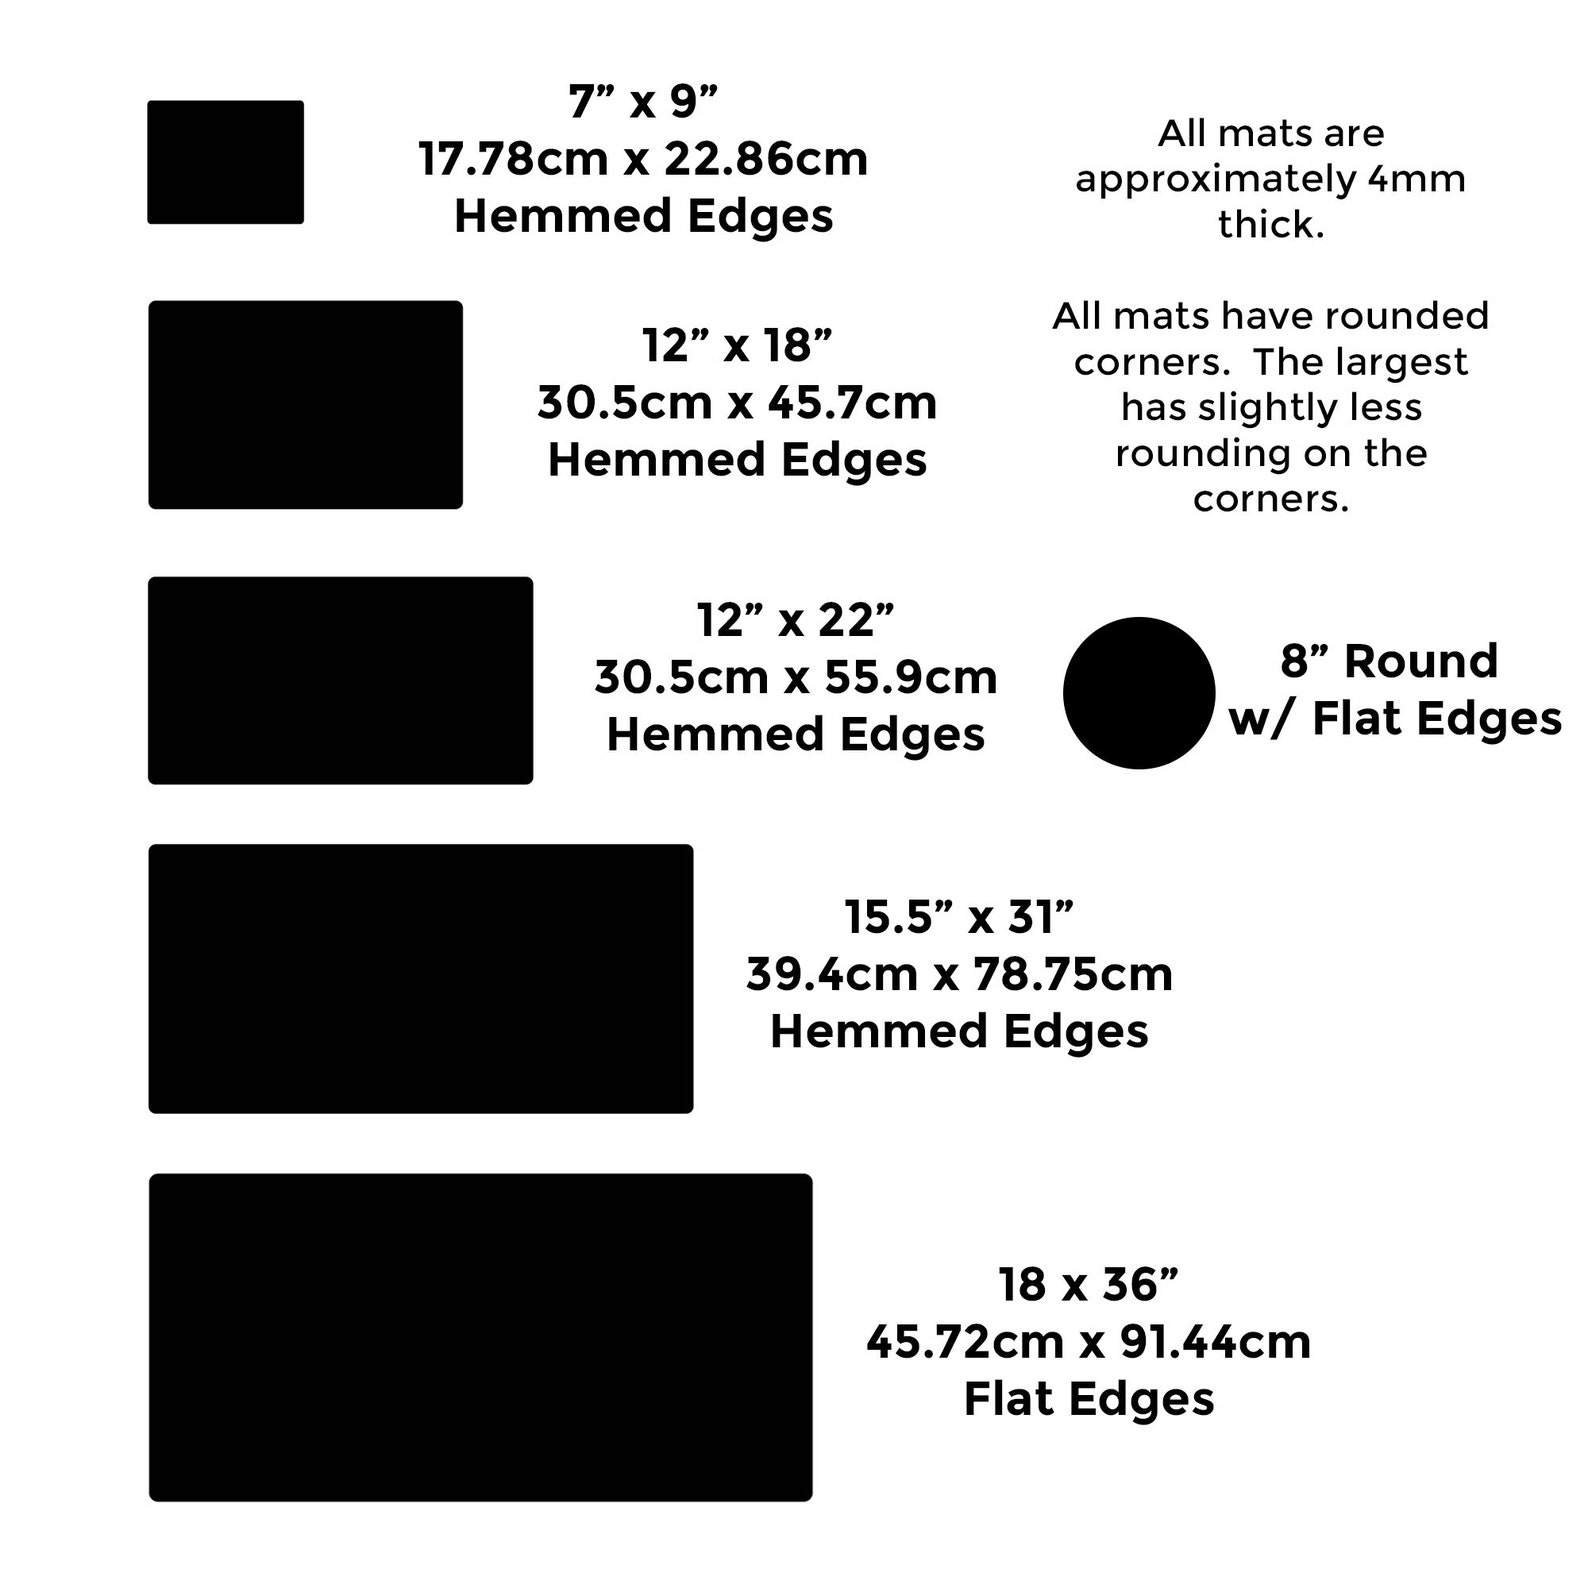 7” x 9”
17.78cm x 22.86cm
Hemmed Edges
All mats are
approximately 4mm
thick.
All mats have rounded
corners.  The largest
has slightly less
rounding on the
corners.
12” x 18”
30.5cm x 45.7cm
Hemmed Edges
12” x 22”
30.5cm x 55.9cm
Hemmed Edges
8” Round
w/ Flat Edges
15.5” x 31”
39.4cm x 78.75cm
Hemmed Edges
18 x 36”
45.72cm x 91.44cm
Flat Edges